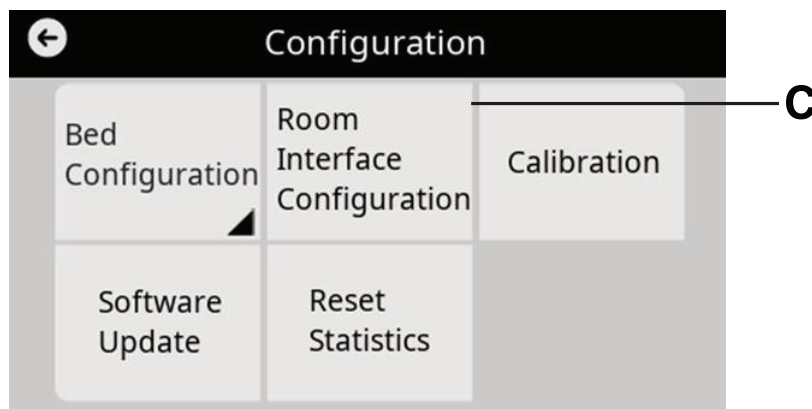 Configuration
Bed
Configuration
Room
Interface
Configuration
Calibration
C
Software
Update
Reset
Statistics